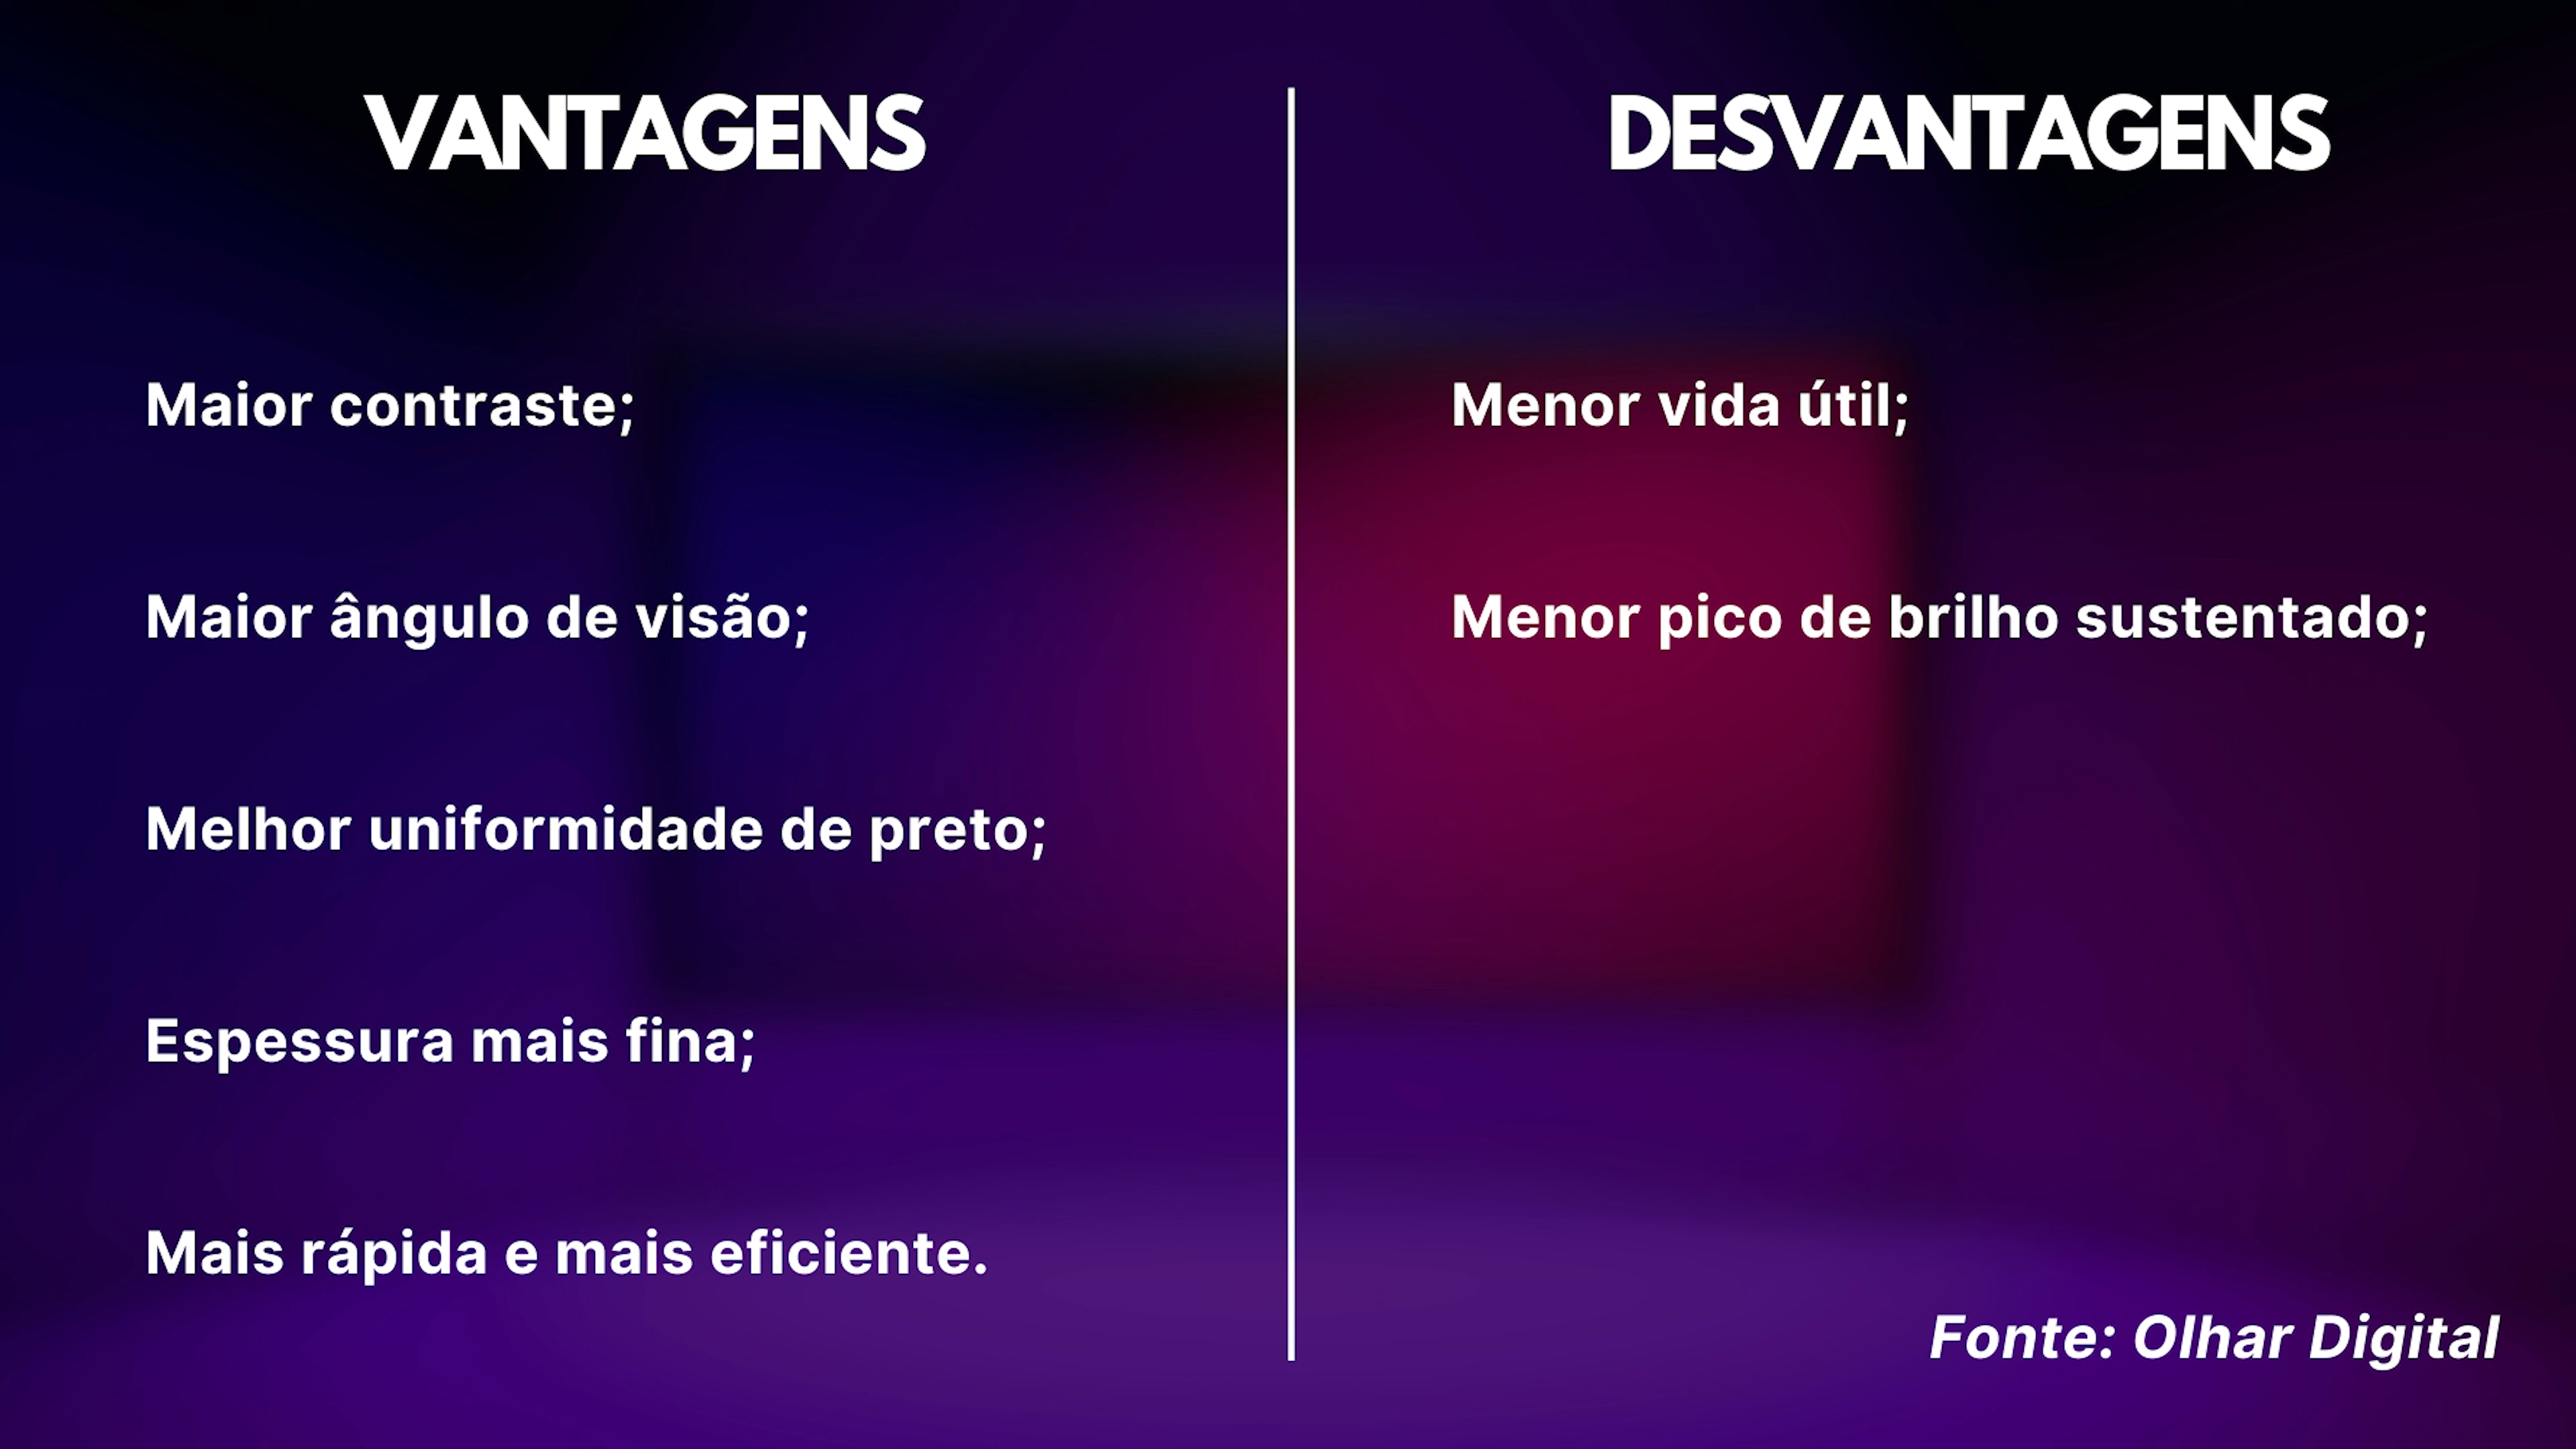 VANTAGENS
Maior contraste;
Maior ângulo de visão;
Melhor uniformidade de preto;
Espessura mais fina;
Mais rápida e mais eficiente.
DESVANTAGENS
Menor vida útil;
Menor pico de brilho sustentado;
Fonte: Olhar Digital